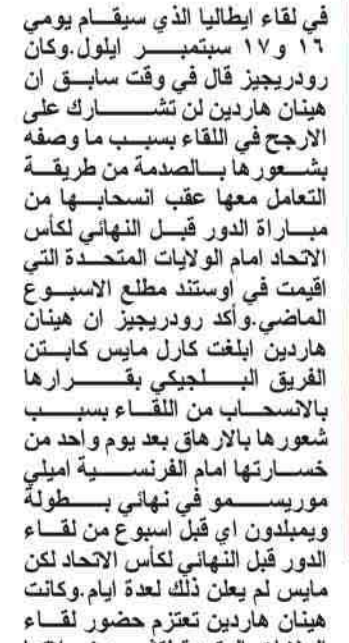 في لقاء ايطاليا الذي سيقام يومي
١٦ و١٧ سبتمبر ايلول.وكان
رودريجيز قال في وقت سابق ان
هينان هاردين لن تشارك على
الارجح في اللقاء بسبب ما وصفه
بشعورها بالصدمة من طريقة
التعامل معها عقب انسحابها من
مباراة الدور قبل النهائي لكأس
الاتحاد امام الولايات المتحدة التي
اقيمت في اوستند مطلع الاسبوع
الماضي.وأكد رودريجيز ان هينان
هاردين ابلغت كارل مايس كابتن
الفريق البلجيكي بقرارها
بالانسحاب من اللقاء بسبب
شعورها بالارهاق بعد يوم واحد من
خسارتها امام الفرنسية اميلي
موريسمو في نهائي بطولة
ويمبلدون اي قبل اسبوع من لقاء
الدور قبل النهائي لكأس الاتحاد لكن
مايس لم يعلن ذلك لعدة ايام.وكانت
هينان هاردين تعتزم حضور لقاء